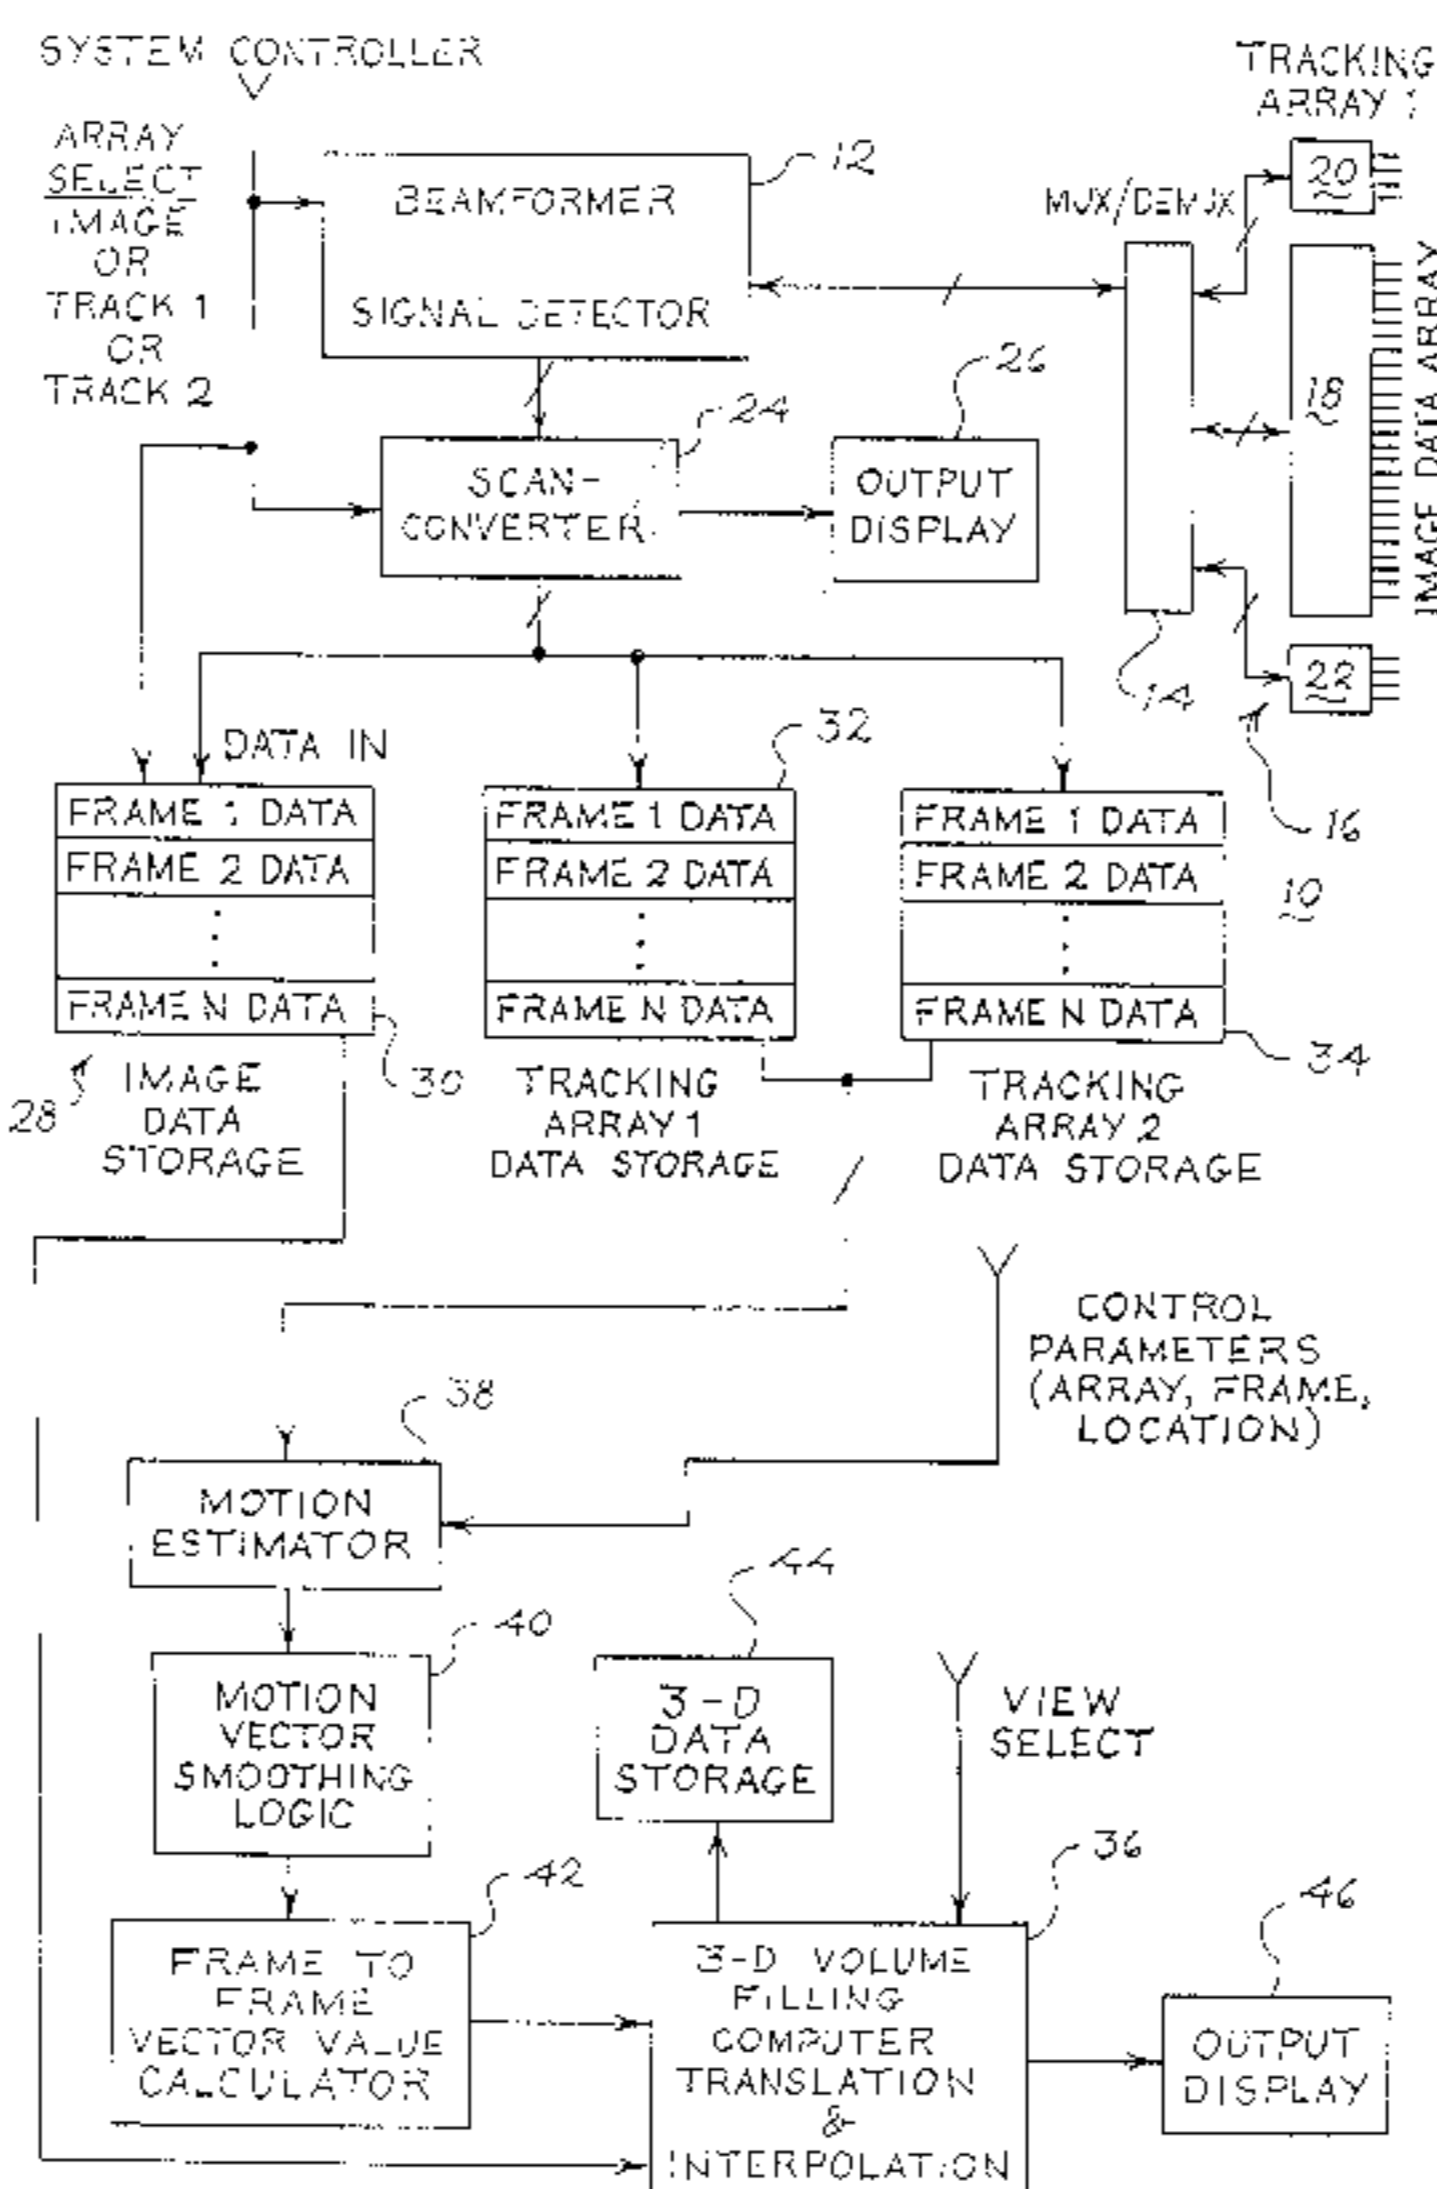 SYSTEM CONTROLLER
TRACKING
ARRAY 1
ARRAY
SELECT
IMAGE
OR
TRACK 1
OR
TRACK 2
BEAMFORMER
SIGNAL DETECTOR
12
MUX/DEMUX
20
18
IMAGE DATA ARRAY
22
14
16
10
24
SCAN-
CONVERTER
26
OUTPUT
DISPLAY
DATA IN
FRAME 1 DATA
FRAME 2 DATA
FRAME N DATA
30
28
IMAGE
DATA
STORAGE
32
FRAME 1 DATA
FRAME 2 DATA
FRAME N DATA
TRACKING
ARRAY 1
DATA STORAGE
FRAME 1 DATA
FRAME 2 DATA
FRAME N DATA
34
TRACKING
ARRAY 2
DATA STORAGE
CONTROL
PARAMETERS
(ARRAY, FRAME,
LOCATION)
38
MOTION
ESTIMATOR
40
MOTION
VECTOR
SMOOTHING
LOGIC
44
3-D
DATA
STORAGE
VIEW
SELECT
42
FRAME TO
FRAME
VECTOR VALUE
CALCULATOR
36
3-D VOLUME
FILLING
COMPUTER
TRANSLATION
&
INTERPOLATION
46
OUTPUT
DISPLAY